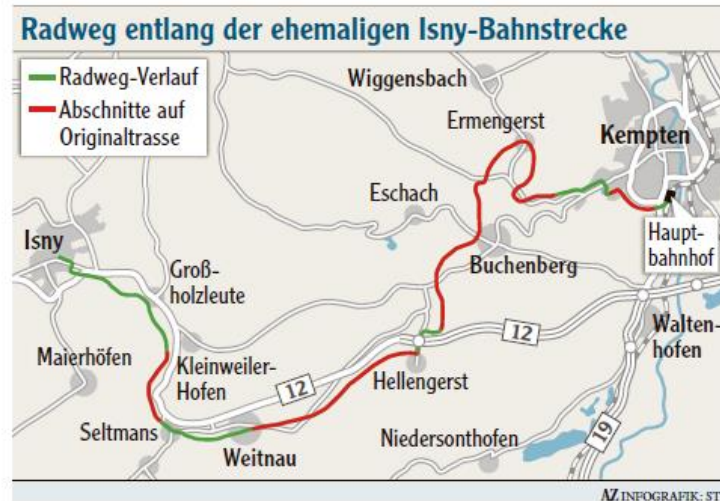 Radweg entlang der ehemaligen Isny-Bahnstrecke
Radweg-Verlauf
Abschnitte auf
Originaltrasse
Wiggensbach
Ermengerst
Kempten
Eschach
Isny
Haupt-
bahnhof
Groß-
holzleute
Buchenberg
12
Walten-
hofen
Maierhöfen
Kleinweiler-
Hofen
12
Hellengerst
Seltmans
Weitnau
Niedersonthofen
19
AZ INFOGRAFIK: ST